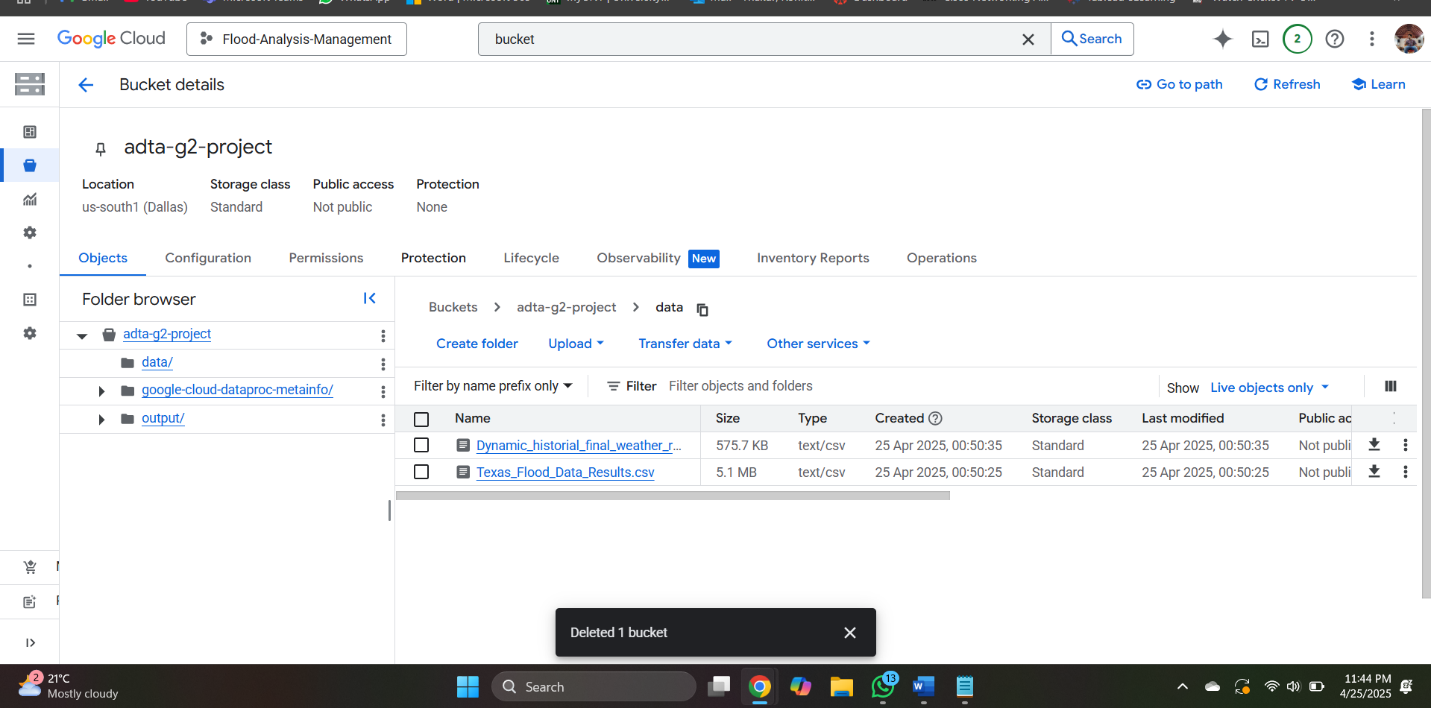 Google Cloud
Flood-Analysis-Management
bucket
Search
2
Bucket details
Go to path
Refresh
Learn
adta-g2-project
Location
Storage class
Public access
Protection
us-south1 (Dallas)
Standard
Not public
None
Objects
Configuration
Permissions
Protection
Lifecycle
Observability
New
Inventory Reports
Operations
Folder browser
adta-g2-project
data/
google-cloud-dataproc-metainfo/
output/
Buckets
adta-g2-project
data
Create folder
Upload
Transfer data
Other services
Filter by name prefix only
Filter
Filter objects and folders
Show
Live objects only
Name
Size
Type
Created
Storage class
Last modified
Public ac
Dynamic_historial_final_weather_r...
575.7 KB
text/csv
25 Apr 2025, 00:50:35
Standard
25 Apr 2025, 00:50:35
Not publi
Texas_Flood_Data_Results.csv
5.1 MB
text/csv
25 Apr 2025, 00:50:25
Standard
25 Apr 2025, 00:50:25
Not publi
Deleted 1 bucket
2
21°C
Mostly cloudy
Search
13
11:44 PM
4/25/2025